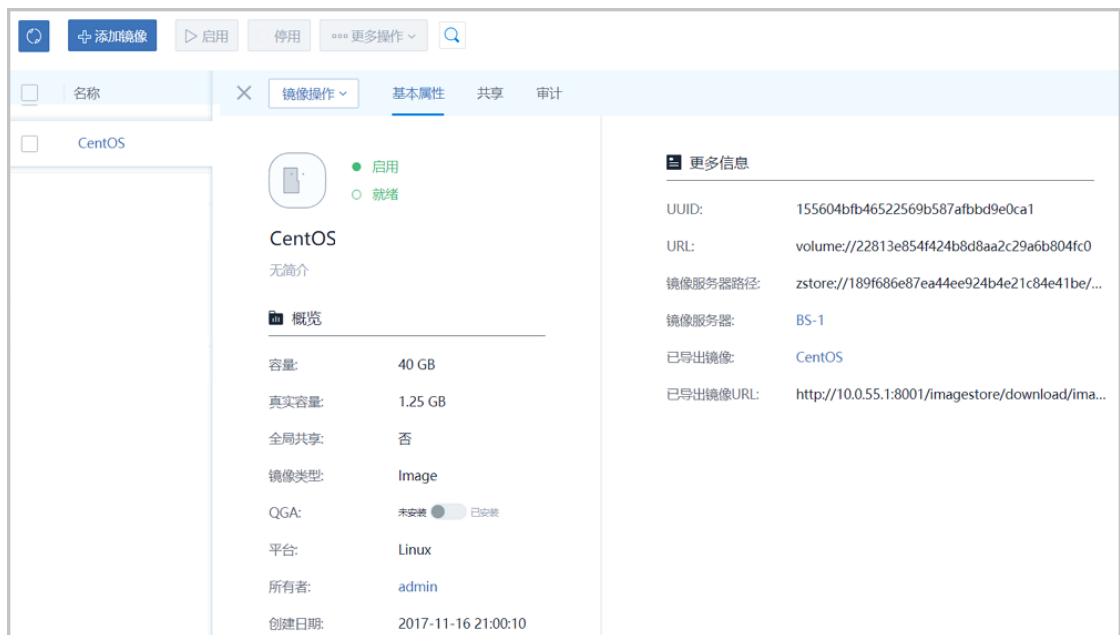 添加镜像 启用 停用 更多操作
名称 镜像操作 基本属性 共享 审计
CentOS
启用
就绪
CentOS
无简介
概览
容量: 40 GB
真实容量: 1.25 GB
全局共享: 否
镜像类型: Image
QGA: 未安装 已安装
平台: Linux
所有者: admin
创建日期: 2017-11-16 21:00:10
更多信息
UUID: 155604bfb46522569b587afbbd9e0ca1
URL: volume://22813e854f424b8d8aa2c29a6b804fc0
镜像服务器路径: zstore://189f686e87ea44ee924b4e21c84e41be/...
镜像服务器: BS-1
已导出镜像: CentOS
已导出镜像URL: http://10.0.55.1:8001/imagestore/download/ima...